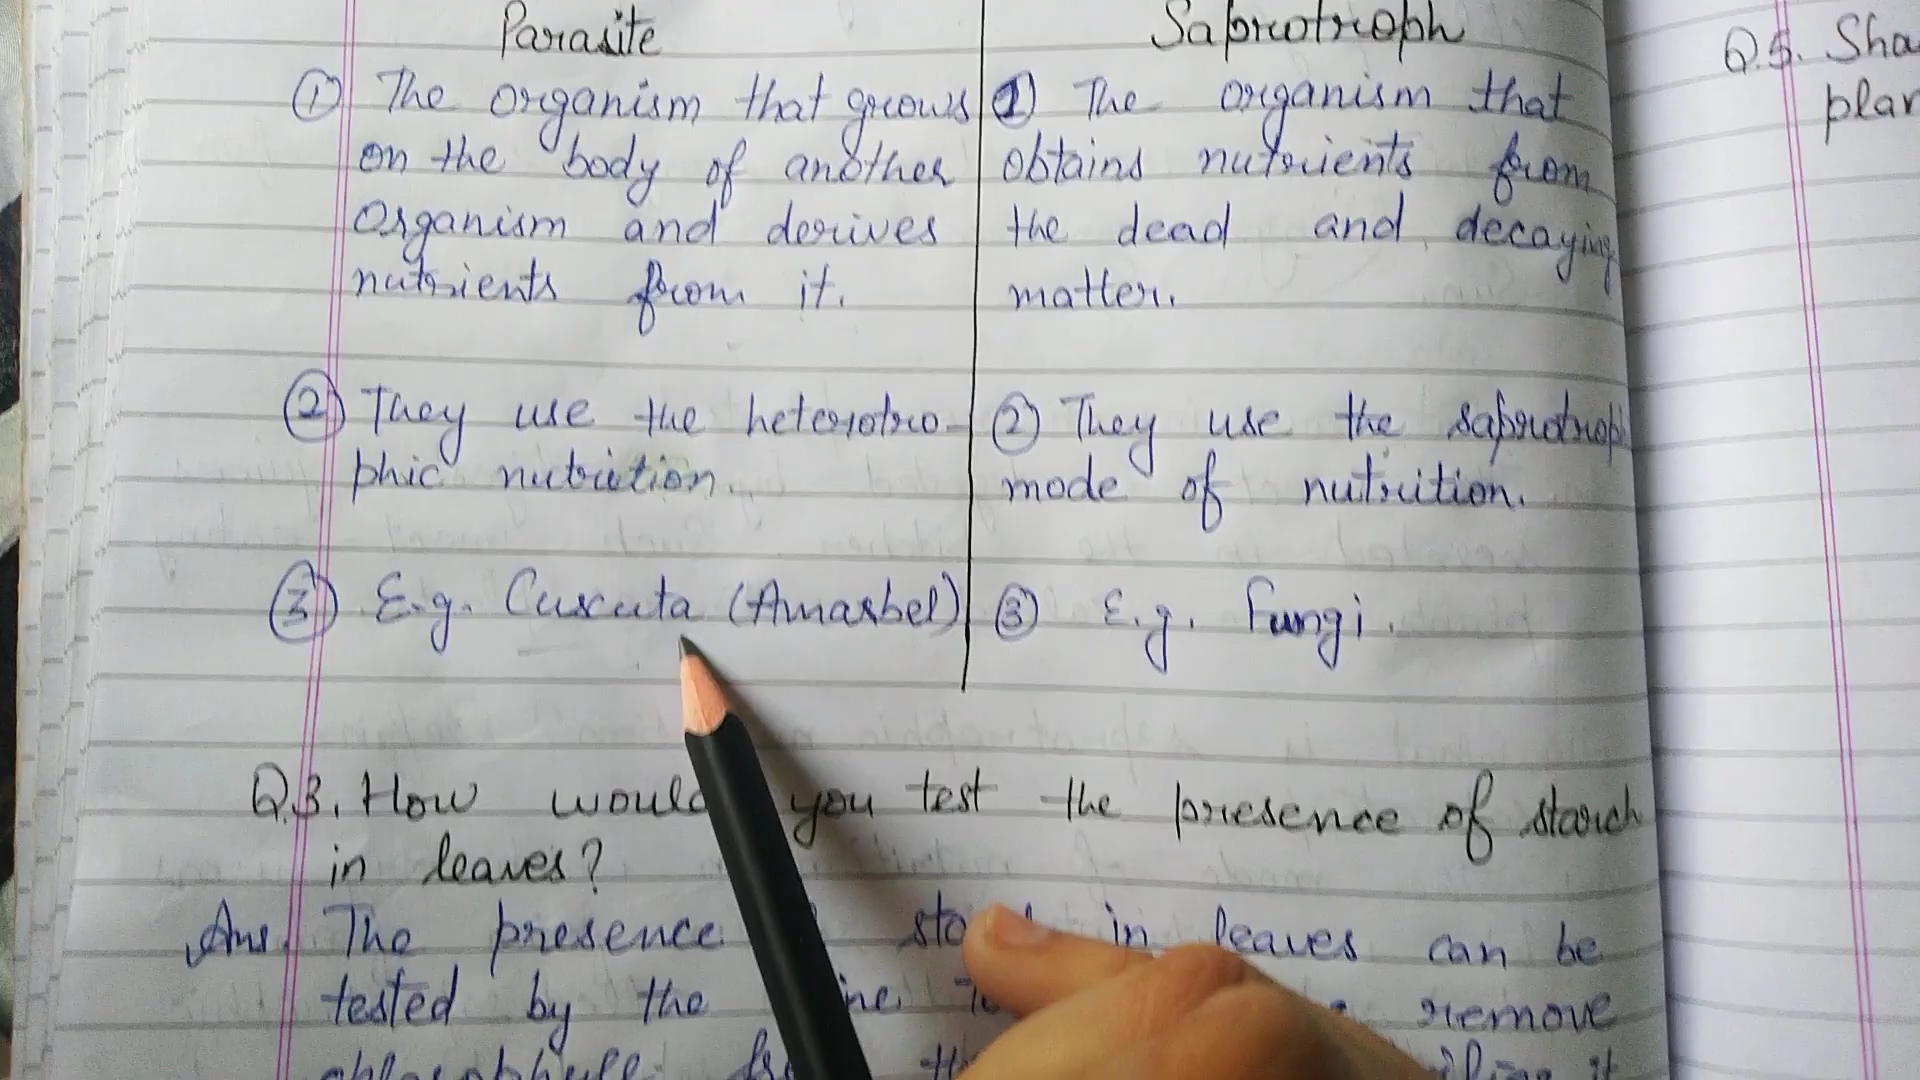 Parasite
① The organism that grows
on the body of another
organism and derives
nutrients from it.
② They use the heterotro-
phic nutrition.
③ E.g. Cuscuta (Amarbel)
Saprotroph
① The organism that
obtains nutrients from
the dead and decaying
matter.
② They use the saprotroph
mode of nutrition.
③ E.g. Fungi.
Q.3. How would you test the presence of starch
in leaves?
Ans. The presence in leaves can be
tested by the remove
Q.5. Sha
plan